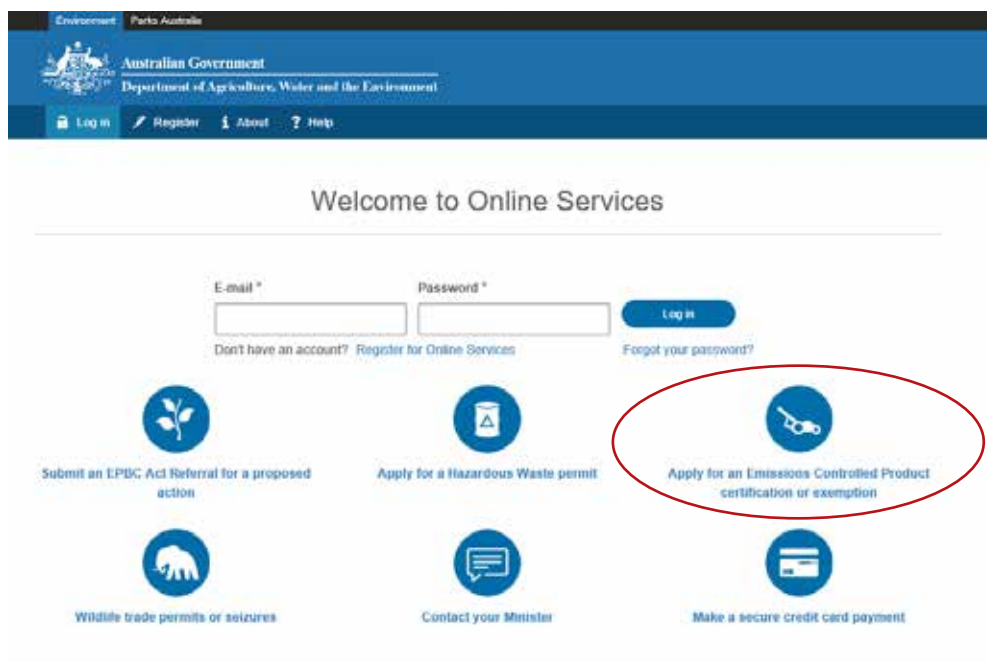 Environment Parks Australia
Australian Government
Department of Agriculture, Water and the Environment
Log in Register About Help
Welcome to Online Services
E-mail * Password *
Log in
Don't have an account? Register for Online Services Forgot your password?
Submit an EPBC Act Referral for a proposed action
Apply for a Hazardous Waste permit
Apply for an Emissions Controlled Product certification or exemption
Wildlife trade permits or seizures
Contact your Minister
Make a secure credit card payment